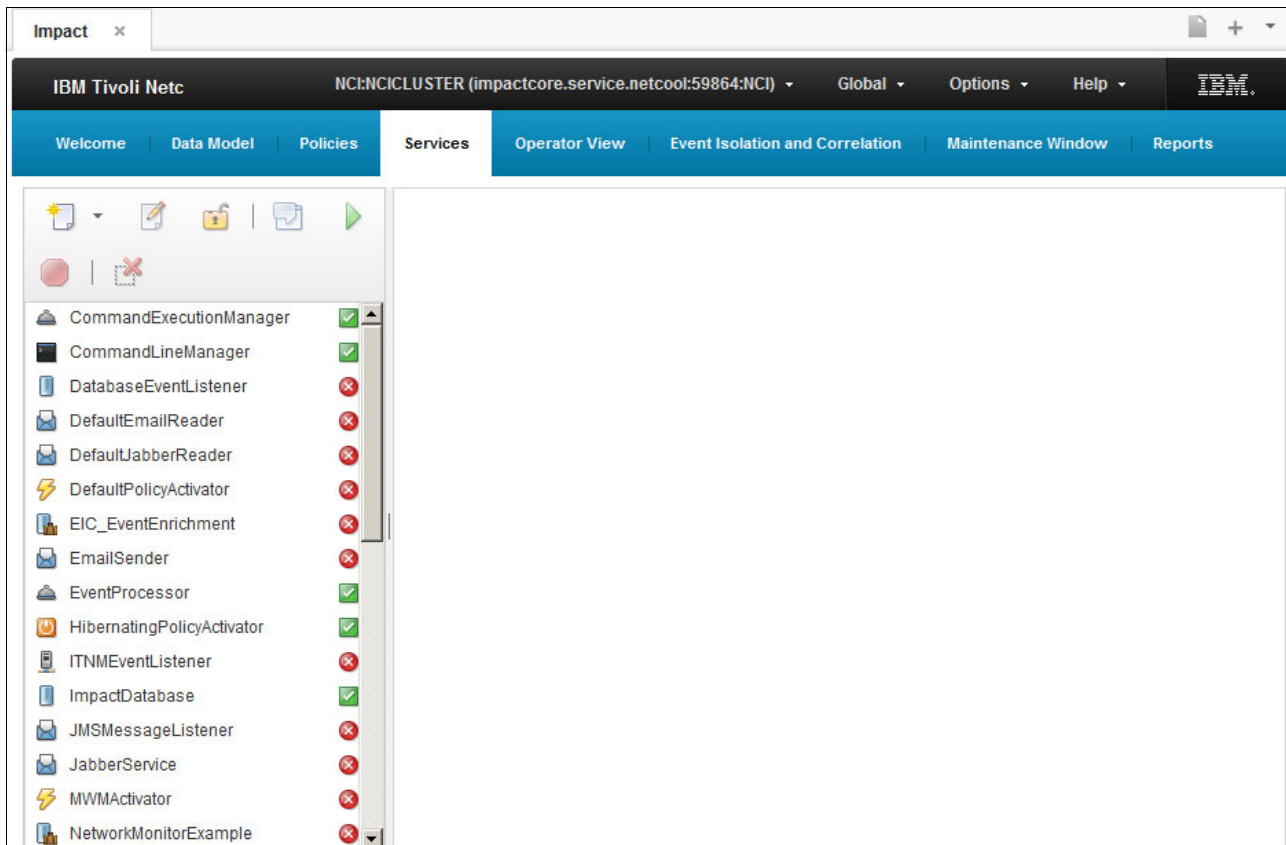 Impact
IBM Tivoli Netc NCI:NCICLUSTER (impactcore.service.netcool:59864:NCI) Global Options Help IBM.
Welcome Data Model Policies Services Operator View Event Isolation and Correlation Maintenance Window Reports
CommandExecutionManager
CommandLineManager
DatabaseEventListener
DefaultEmailReader
DefaultJabberReader
DefaultPolicyActivator
EIC_EventEnrichment
EmailSender
EventProcessor
HibernatingPolicyActivator
ITNMEventListener
ImpactDatabase
JMSMessageListener
JabberService
MWMActivator
NetworkMonitorExample